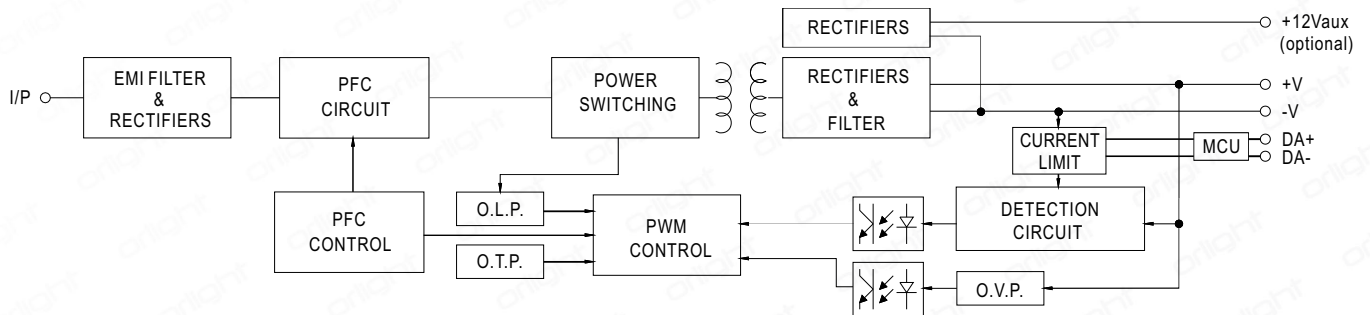 RECTIFIERS
+12Vaux
(optional)
I/P
EMI FILTER
&
RECTIFIERS
PFC
CIRCUIT
POWER
SWITCHING
RECTIFIERS
&
FILTER
+V
-V
CURRENT
LIMIT
MCU
DA+
DA-
PFC
CONTROL
O.L.P.
O.T.P.
PWM
CONTROL
DETECTION
CIRCUIT
O.V.P.
orlight